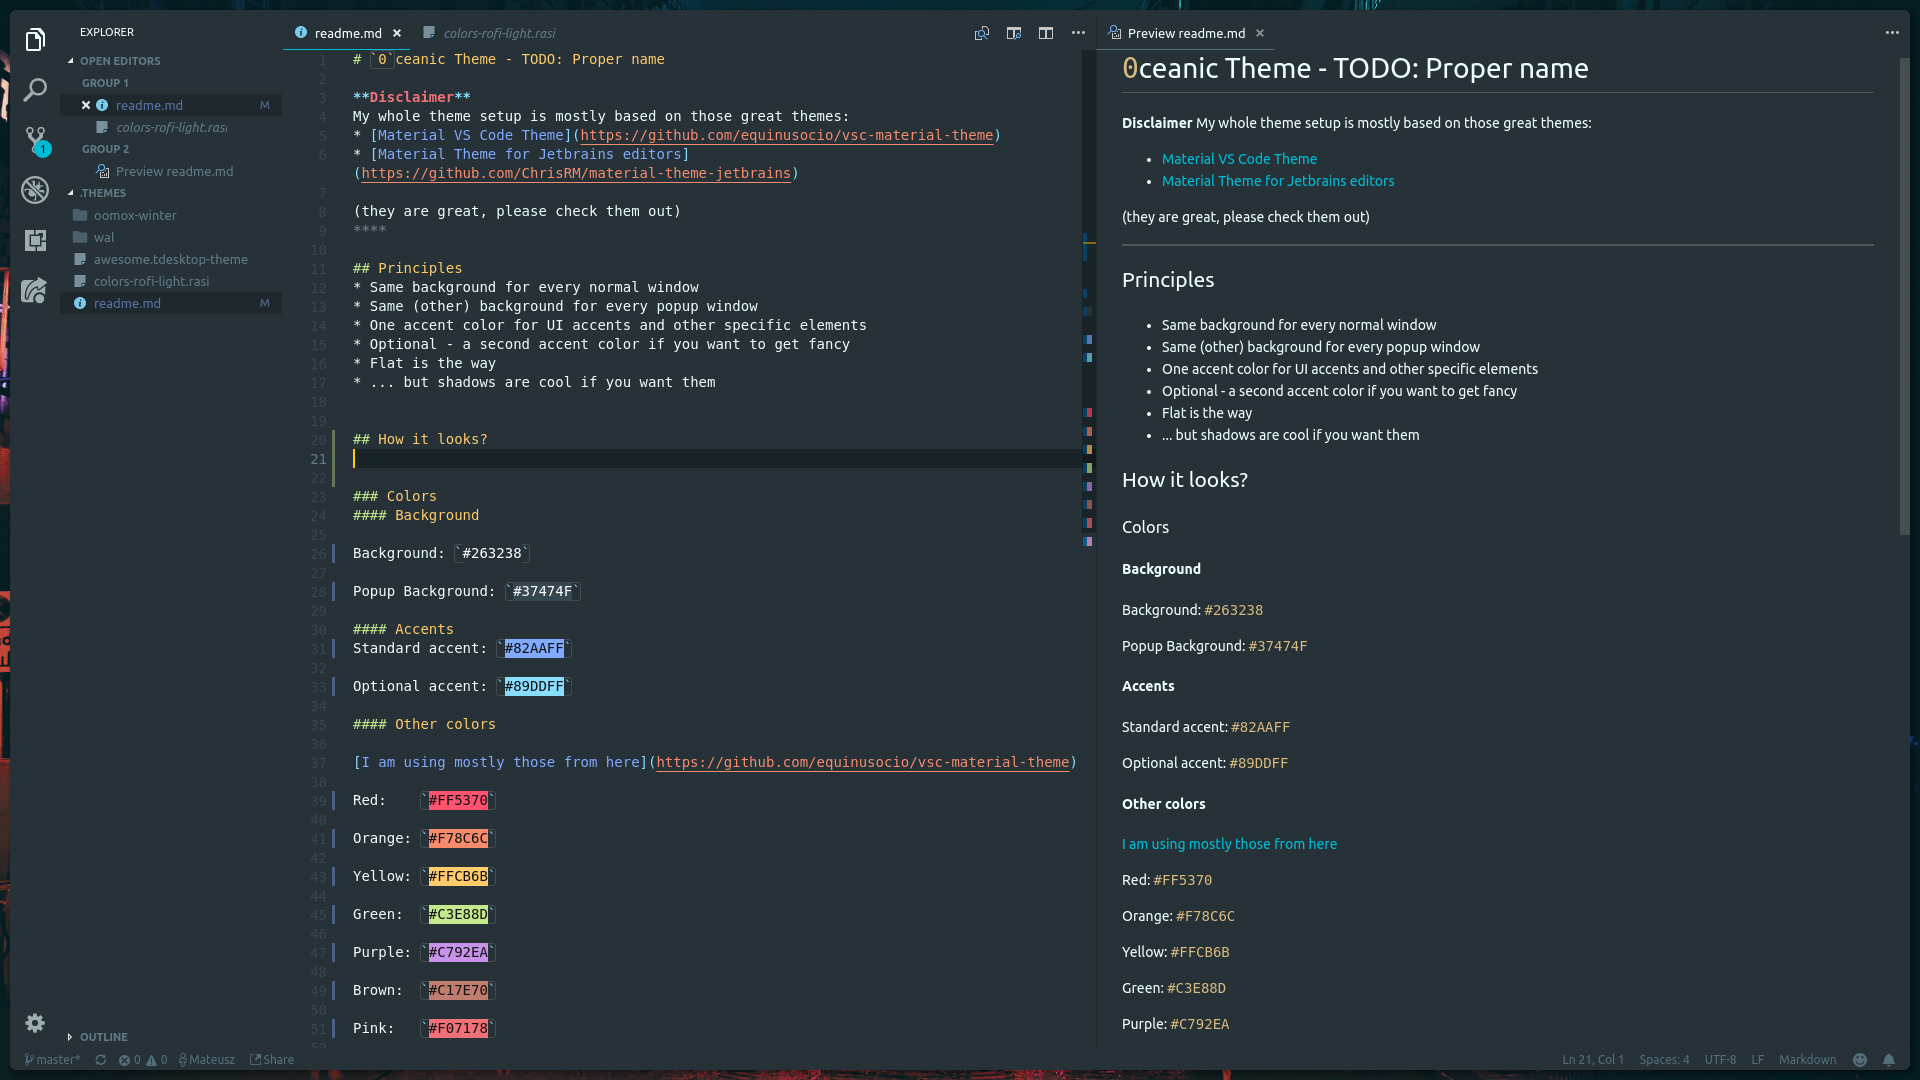 EXPLORER
OPEN EDITORS
GROUP 1
readme.md M
colors-rofi-light.rasi
GROUP 2
Preview readme.md
.THEMES
oomox-winter
wal
awesome.tdesktop-theme
colors-rofi-light.rasi
readme.md M
OUTLINE
1
readme.md
colors-rofi-light.rasi
1 # `0`ceanic Theme - TODO: Proper name
2
3 **Disclaimer**
4 My whole theme setup is mostly based on those great themes:
5 * [Material VS Code Theme](https://github.com/equinusocio/vsc-material-theme)
6 * [Material Theme for Jetbrains editors]
(https://github.com/ChrisRM/material-theme-jetbrains)
7
8 (they are great, please check them out)
9 ****
10
11 ## Principles
12 * Same background for every normal window
13 * Same (other) background for every popup window
14 * One accent color for UI accents and other specific elements
15 * Optional - a second accent color if you want to get fancy
16 * Flat is the way
17 * ... but shadows are cool if you want them
18
19
20 ## How it looks?
21
22
23 ### Colors
24 #### Background
25
26 Background: `#263238`
27
28 Popup Background: `#37474F`
29
30 #### Accents
31 Standard accent: `#82AAFF`
32
33 Optional accent: `#89DDFF`
34
35 #### Other colors
36
37 [I am using mostly those from here](https://github.com/equinusocio/vsc-material-theme)
38
39 Red: `#FF5370`
40
41 Orange: `#F78C6C`
42
43 Yellow: `#FFCB6B`
44
45 Green: `#C3E88D`
46
47 Purple: `#C792EA`
48
49 Brown: `#C17E70`
50
51 Pink: `#F07178`
52
Preview readme.md
0ceanic Theme - TODO: Proper name
Disclaimer My whole theme setup is mostly based on those great themes:
• Material VS Code Theme
• Material Theme for Jetbrains editors
(they are great, please check them out)
Principles
• Same background for every normal window
• Same (other) background for every popup window
• One accent color for UI accents and other specific elements
• Optional - a second accent color if you want to get fancy
• Flat is the way
• ... but shadows are cool if you want them
How it looks?
Colors
Background
Background: #263238
Popup Background: #37474F
Accents
Standard accent: #82AAFF
Optional accent: #89DDFF
Other colors
I am using mostly those from here
Red: #FF5370
Orange: #F78C6C
Yellow: #FFCB6B
Green: #C3E88D
Purple: #C792EA
master* 0 0 Mateusz Share
Ln 21, Col 1 Spaces: 4 UTF-8 LF Markdown